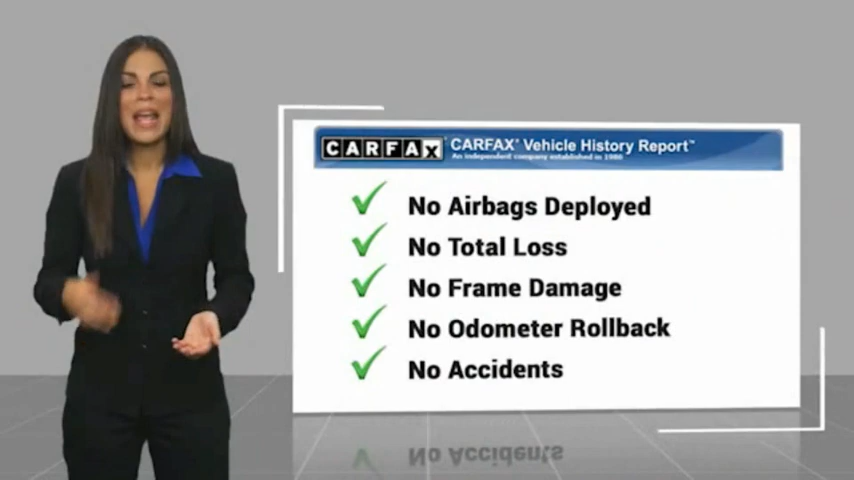 CARFAX CARFAX® Vehicle History Report™
An independent company established in 1986
No Airbags Deployed
No Total Loss
No Frame Damage
No Odometer Rollback
No Accidents
No Accidents